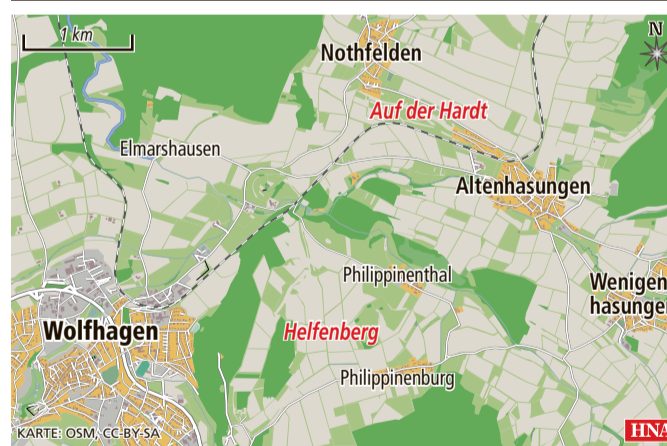 1 km
N
Nothfelden
Auf der Hardt
Elmarshausen
Altenhasungen
Philippinenthal
Wenigen-
hasungen
Wolfhagen
Helfenberg
Philippinenburg
KARTE: OSM, CC-BY-SA
HNA